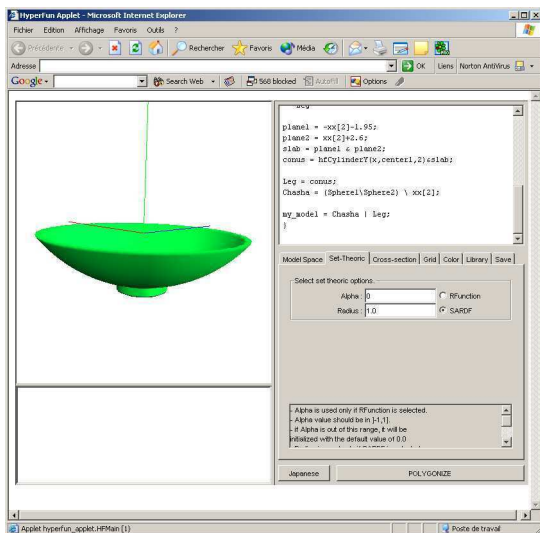 HyperFun Applet - Microsoft Internet Explorer
Fichier Edition Affichage Favoris Outils ?
Précédente Rechercher Favoris Média
Adresse OK Liens Norton AntiVirus
Google Search Web 568 blocked AutoFill Options
plane1 = -xx[2]-1.95;
plane2 = xx[2]+2.6;
slab = plane1 & plane2;
conus = hfCylinderY(x,center1,2)&slab;
Leg = conus;
Chasha = (Sphere1\Sphere2) \ xx[2];
my_model = Chasha | Leg;
}
Model Space Set-Theoric Cross-section Grid Color Library Save
Select set theoric options.
Alpha : 0 RFunction
Radius : 1.0 SARDF
- Alpha is used only if RFunction is selected.
- Alpha value should be in ]-1,1].
- if Alpha is out of this range, it will be
initialized with the default value of 0.0
Japanese POLYGONIZE
Applet hyperfun_applet.HFMain [1] Poste de travail